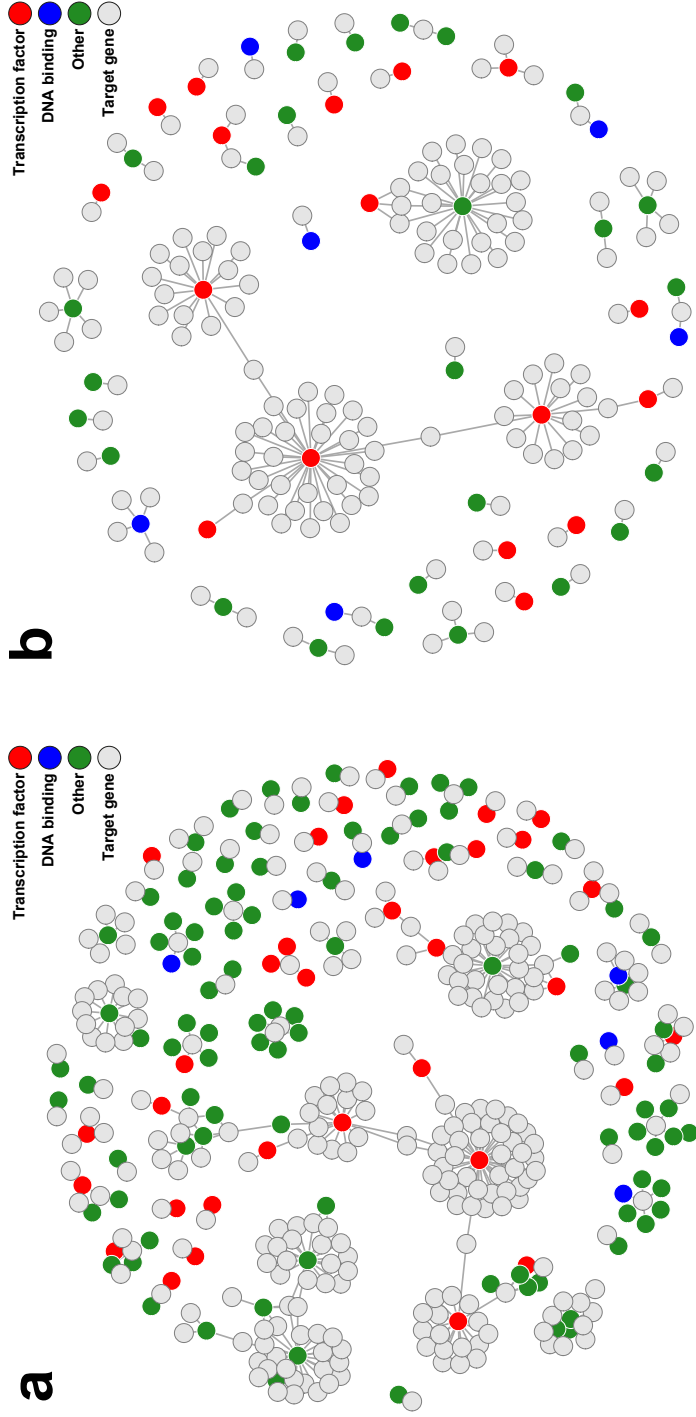 a
Transcription factor
DNA binding
Other
Target gene
b
Transcription factor
DNA binding
Other
Target gene